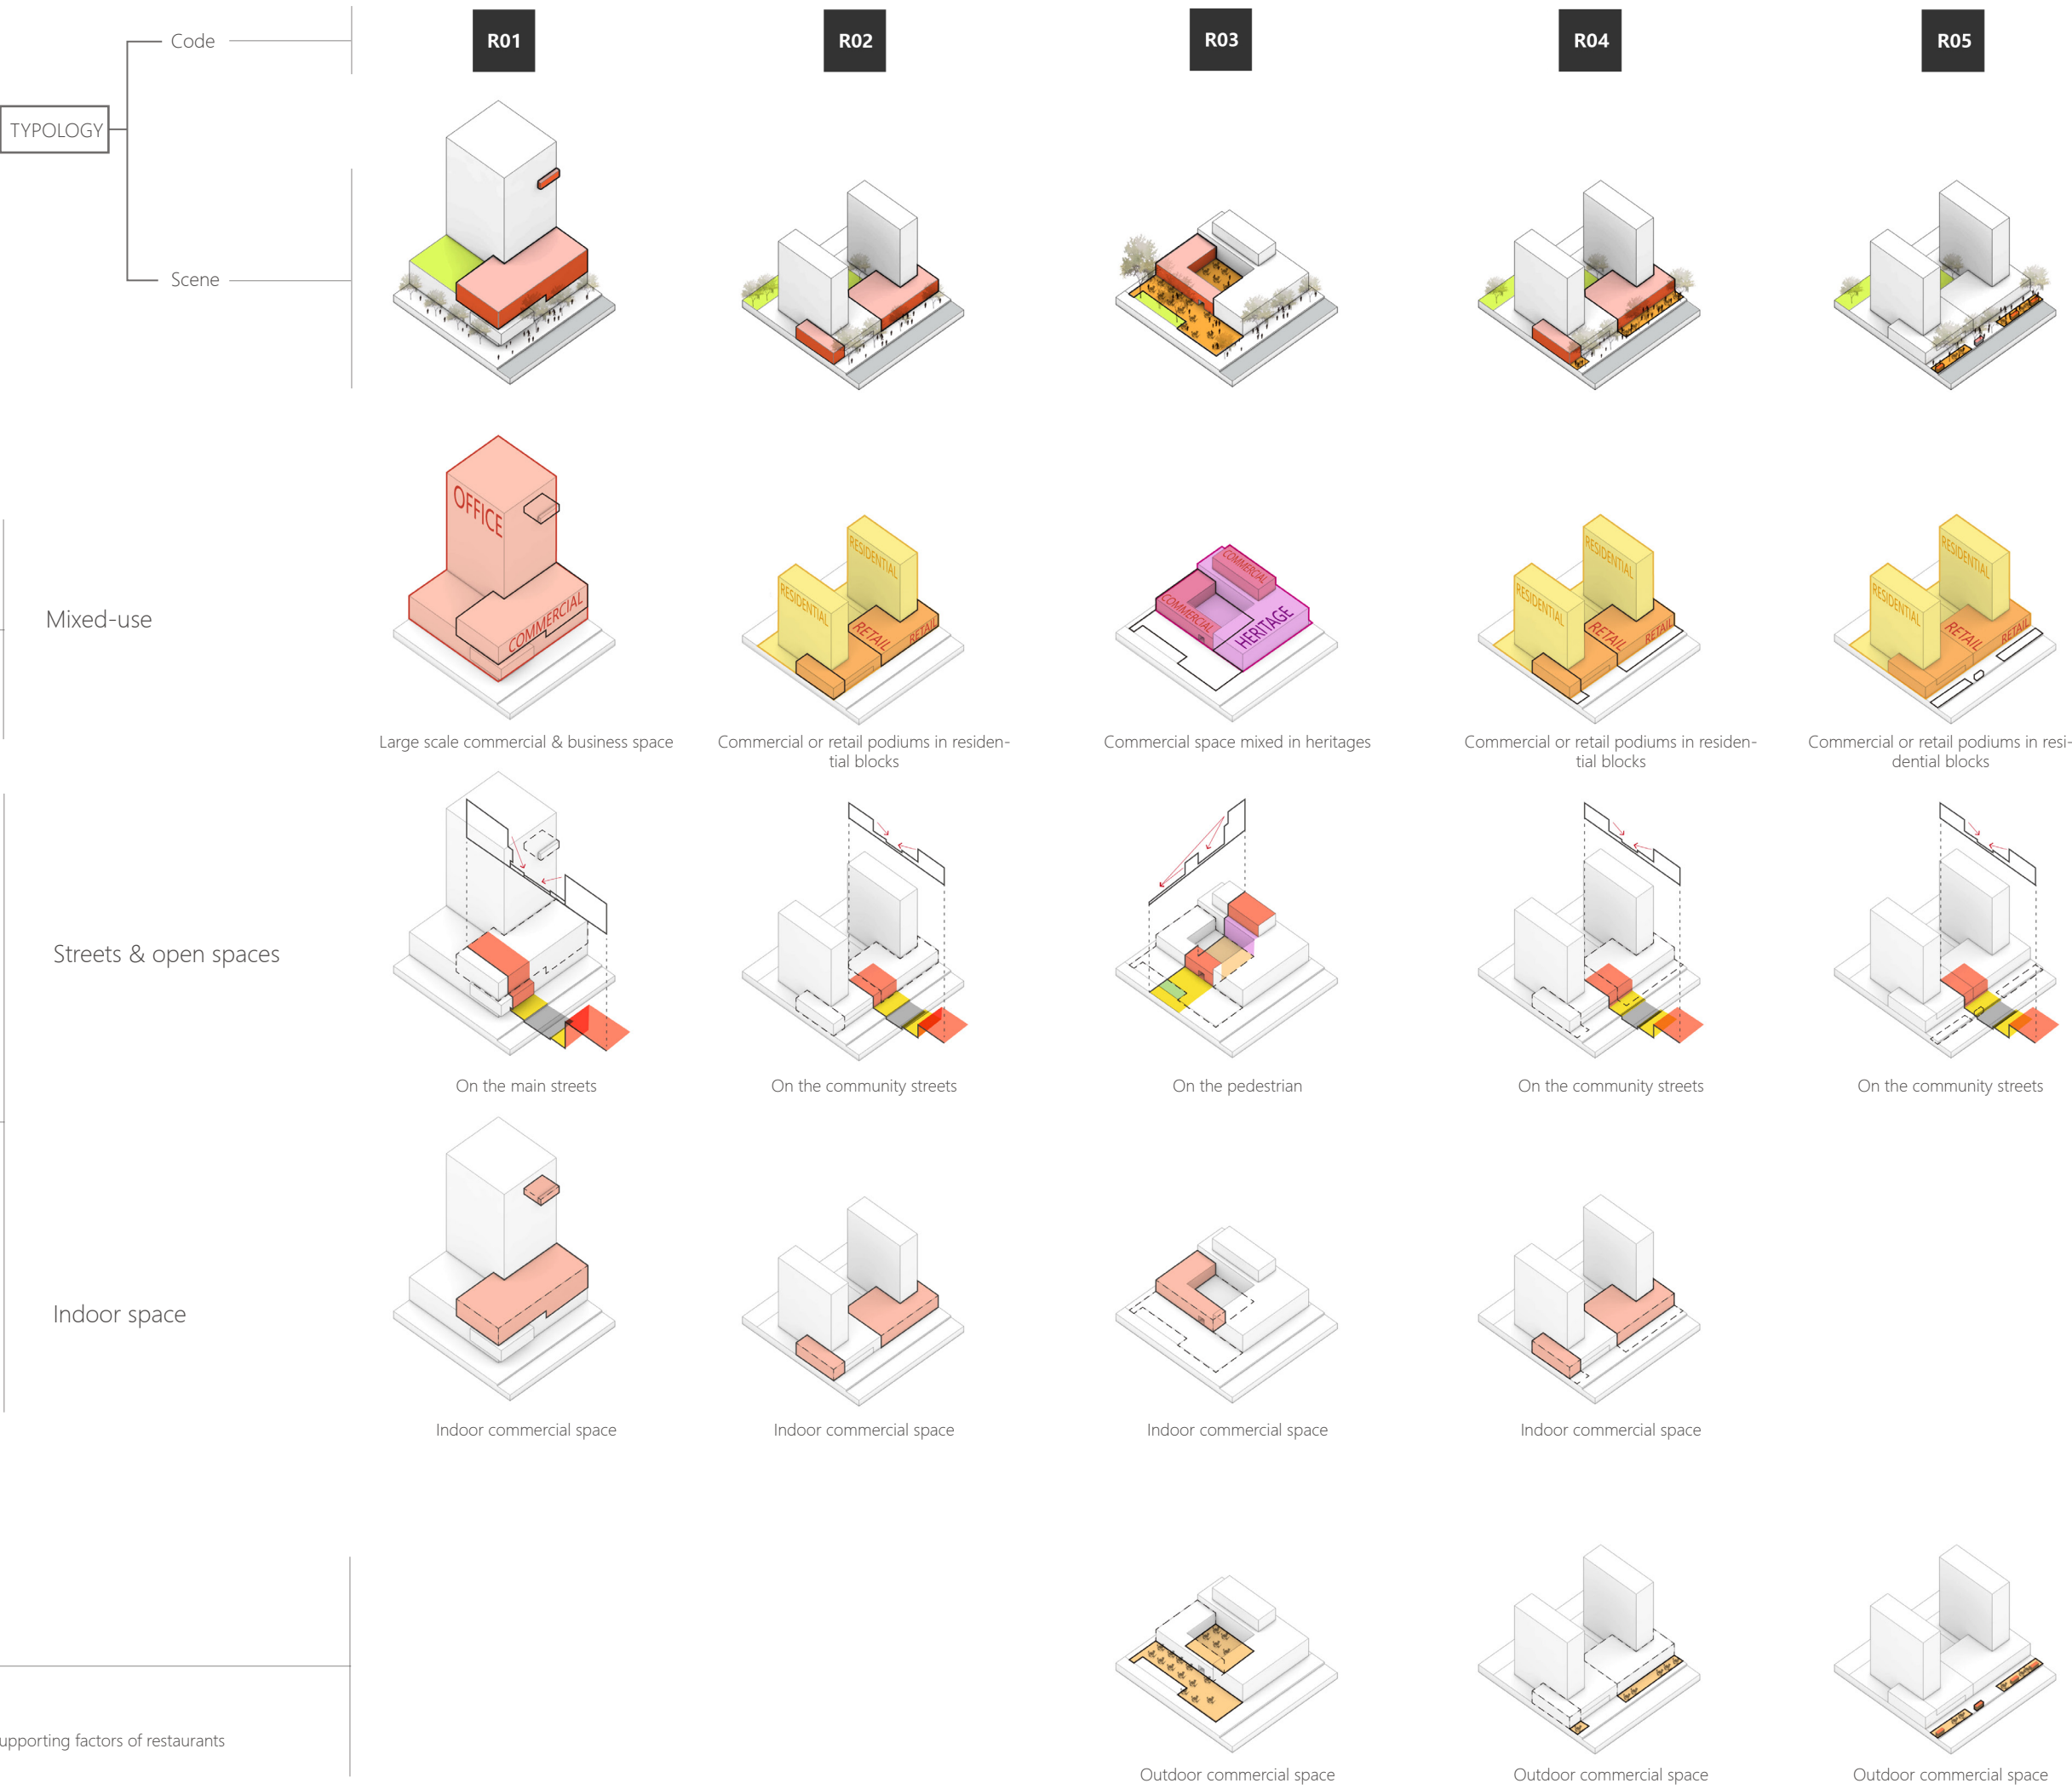 Code
R01
R02
R03
R04
R05
TYPOLOGY
Scene
Mixed-use
OFFICE
COMMERCIAL
RESIDENTIAL
RESIDENTIAL
RETAIL
RETAIL
COMMERCIAL
COMMERCIAL
HERITAGE
RESIDENTIAL
RESIDENTIAL
RETAIL
RETAIL
RESIDENTIAL
RESIDENTIAL
RETAIL
RETAIL
Large scale commercial & business space
Commercial or retail podiums in residen-
tial blocks
Commercial space mixed in heritages
Commercial or retail podiums in residen-
tial blocks
Commercial or retail podiums in resi-
dential blocks
Streets & open spaces
On the main streets
On the community streets
On the pedestrian
On the community streets
On the community streets
Indoor space
Indoor commercial space
Indoor commercial space
Indoor commercial space
Indoor commercial space
upporting factors of restaurants
Outdoor commercial space
Outdoor commercial space
Outdoor commercial space